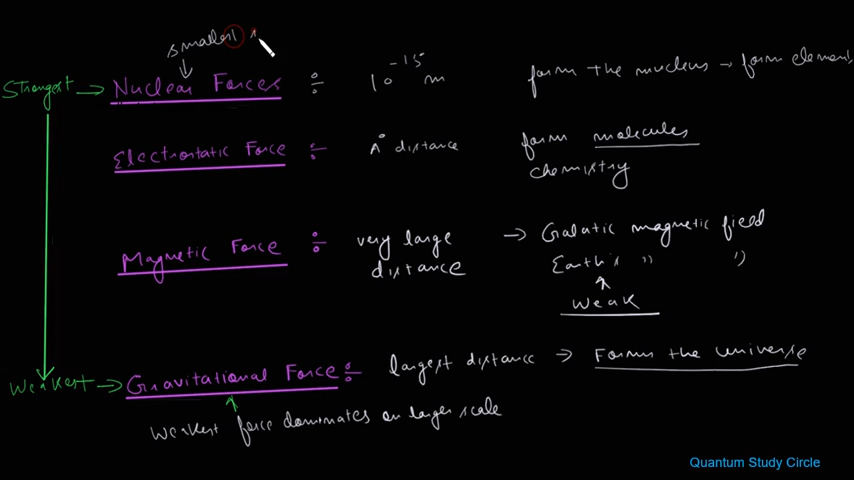 smallest
Strongest → Nuclear Forces ÷ 10⁻¹⁵ m form the nucleus → form element
Electrostatic Force ÷ A° distance form molecules
chemistry
Magnetic Force ÷ very large distance → Galatic magnetic field
Earth's " "
weak
Weakest → Gravitational Force ÷ largest distance → Forms the universe
Weakest force dominates on larger scale
Quantum Study Circle